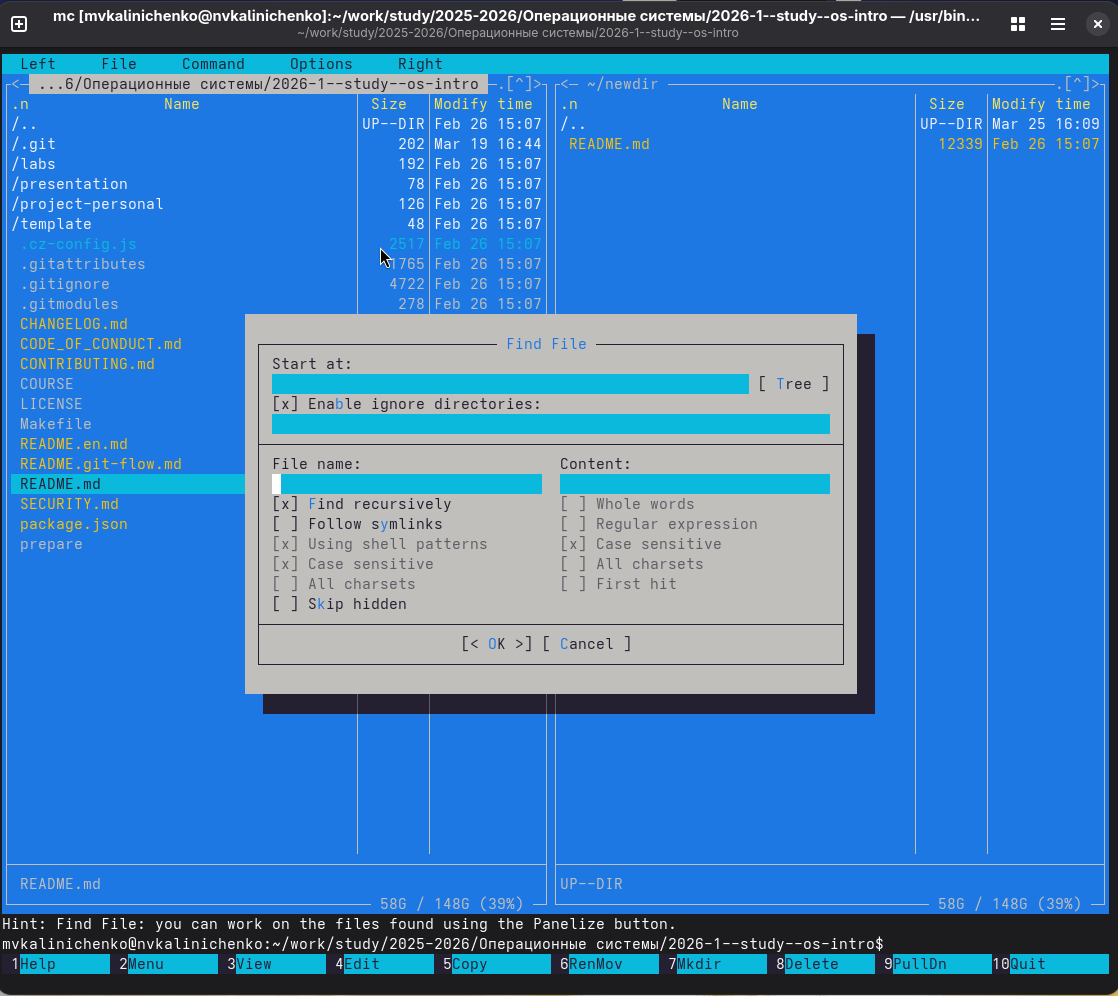 mc [mvkalinichenko@nvkalinichenko]:~/work/study/2025-2026/Операционные системы/2026-1--study--os-intro — /usr/bin…
~/work/study/2025-2026/Операционные системы/2026-1--study--os-intro
Left File Command Options Right
<— ...6/Операционные системы/2026-1--study--os-intro —.[^]> <— ~/newdir —.[^]>
.n Name Size Modify time .n Name Size Modify time
/.. UP--DIR Feb 26 15:07 /.. UP--DIR Mar 25 16:09
/.git 202 Mar 19 16:44 README.md 12339 Feb 26 15:07
/labs 192 Feb 26 15:07
/presentation 78 Feb 26 15:07
/project-personal 126 Feb 26 15:07
/template 48 Feb 26 15:07
.cz-config.js 2517 Feb 26 15:07
.gitattributes 1765 Feb 26 15:07
.gitignore 4722 Feb 26 15:07
.gitmodules 278 Feb 26 15:07
CHANGELOG.md
CODE_OF_CONDUCT.md
CONTRIBUTING.md
COURSE
LICENSE
Makefile
README.en.md
README.git-flow.md
README.md
SECURITY.md
package.json
prepare
Find File
Start at:
[ Tree ]
[x] Enable ignore directories:
File name: Content:
[x] Find recursively [ ] Whole words
[ ] Follow symlinks [ ] Regular expression
[x] Using shell patterns [x] Case sensitive
[x] Case sensitive [ ] All charsets
[ ] All charsets [ ] First hit
[ ] Skip hidden
[< OK >] [ Cancel ]
README.md UP--DIR
58G / 148G (39%) 58G / 148G (39%)
Hint: Find File: you can work on the files found using the Panelize button.
mvkalinichenko@nvkalinichenko:~/work/study/2025-2026/Операционные системы/2026-1--study--os-intro$
1Help 2Menu 3View 4Edit 5Copy 6RenMov 7Mkdir 8Delete 9PullDn 10Quit